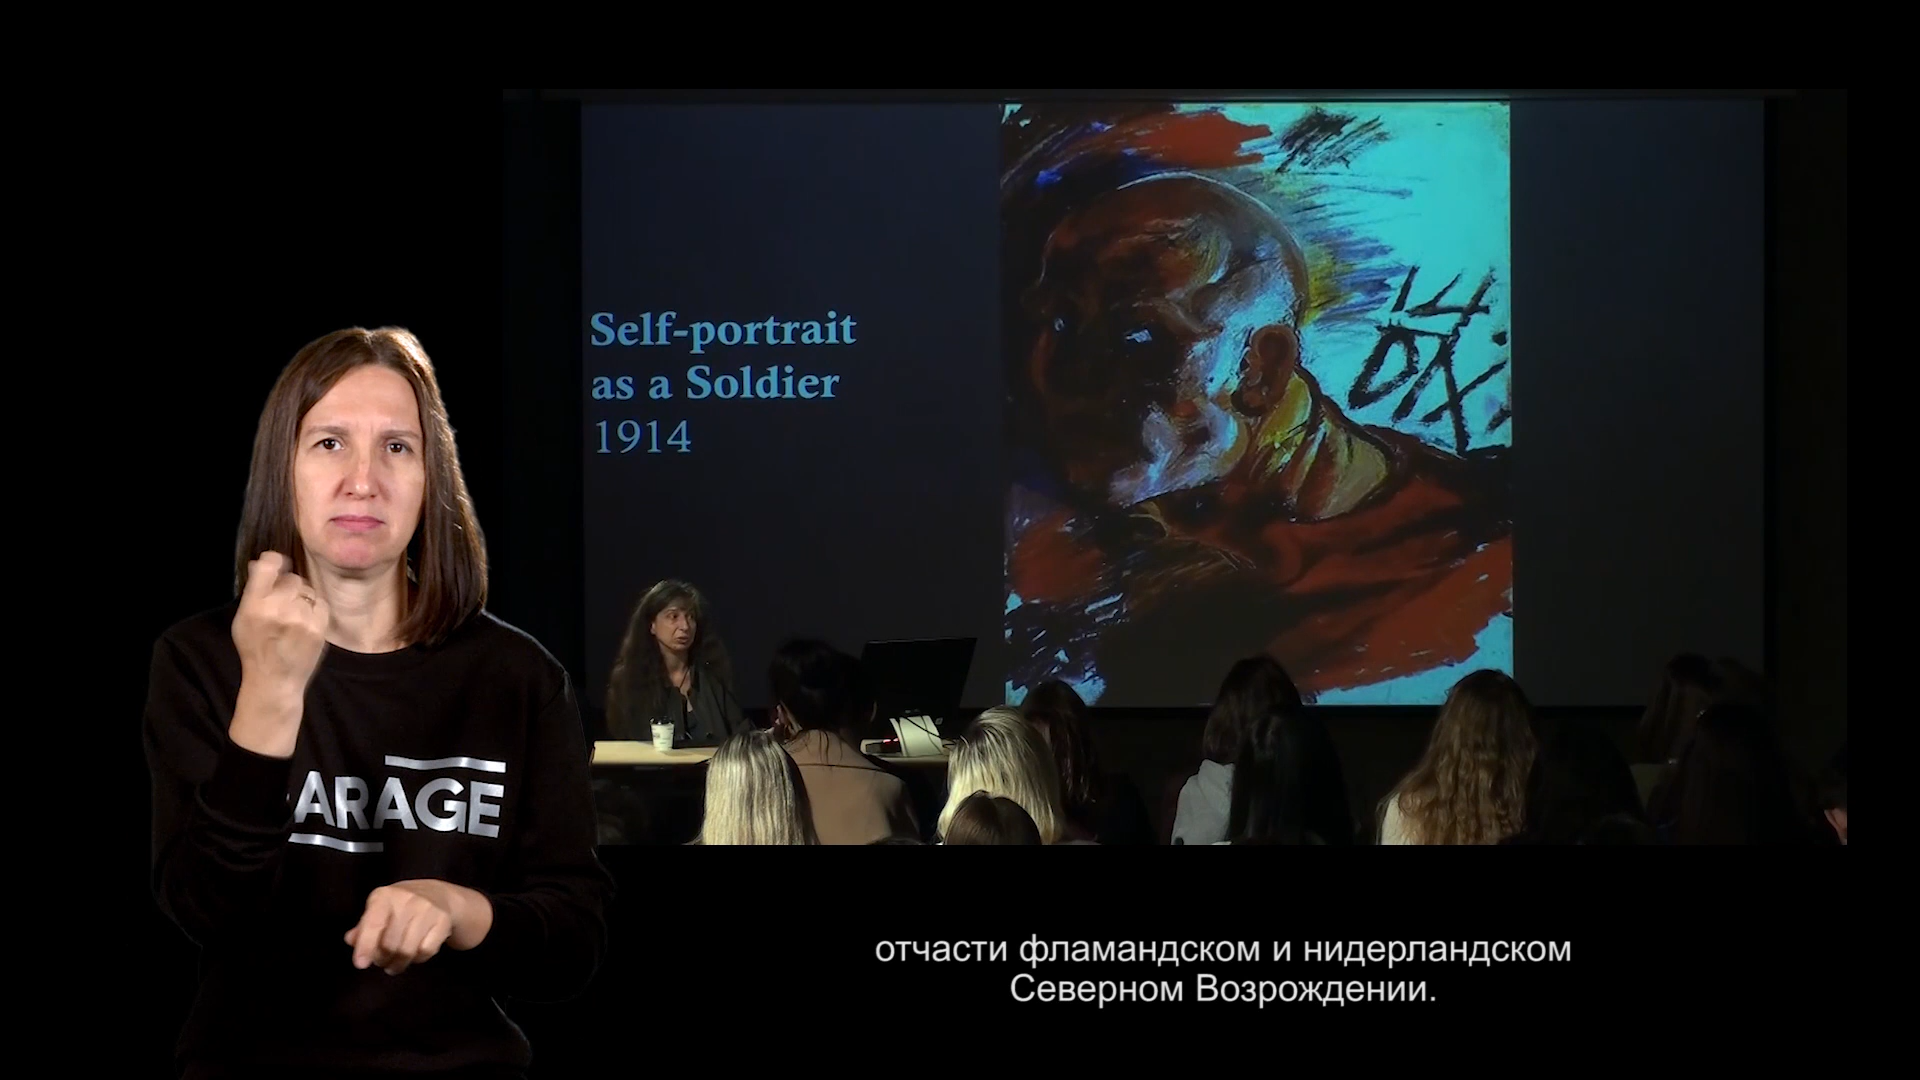 Self-portrait
as a Soldier
1914
14
DIX
ARAGE
отчасти фламандском и нидерландском
Северном Возрождении.